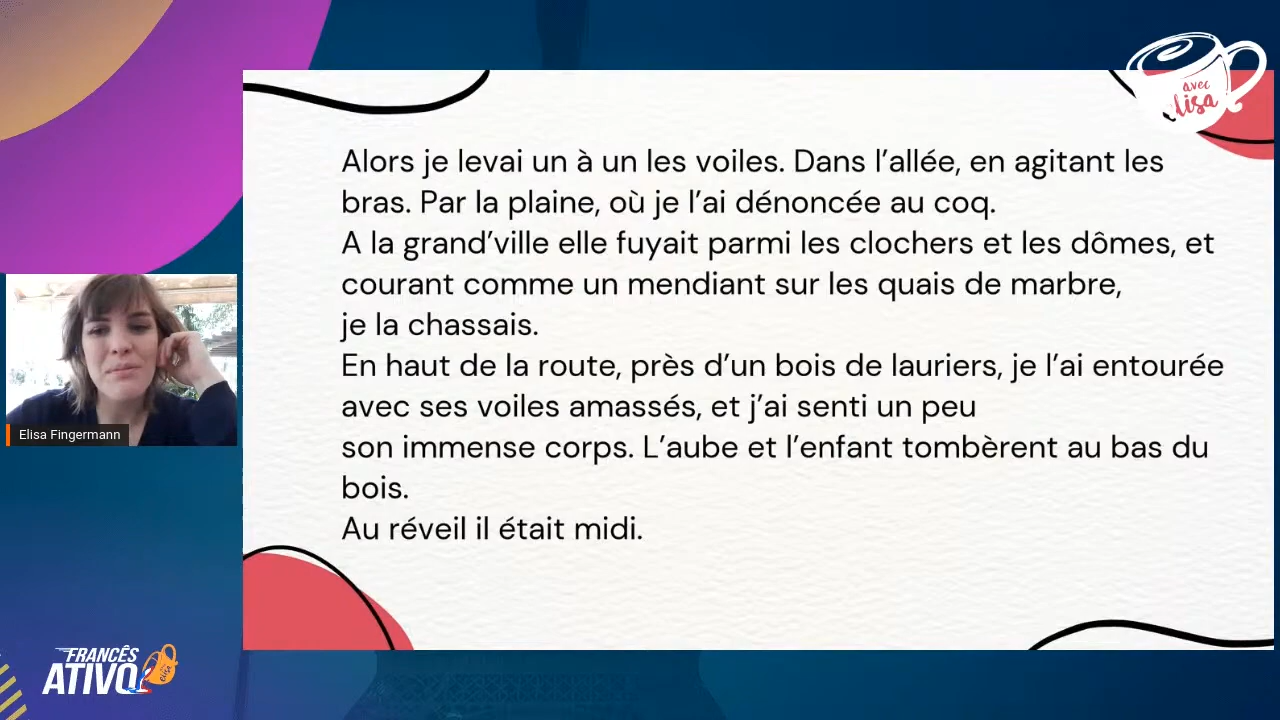 avec
elisa
Alors je levai un à un les voiles. Dans l’allée, en agitant les
bras. Par la plaine, où je l’ai dénoncée au coq.
A la grand’ville elle fuyait parmi les clochers et les dômes, et
courant comme un mendiant sur les quais de marbre,
je la chassais.
En haut de la route, près d’un bois de lauriers, je l’ai entourée
avec ses voiles amassés, et j’ai senti un peu
son immense corps. L’aube et l’enfant tombèrent au bas du
bois.
Au réveil il était midi.
Elisa Fingermann
FRANCÊS
ATIVO